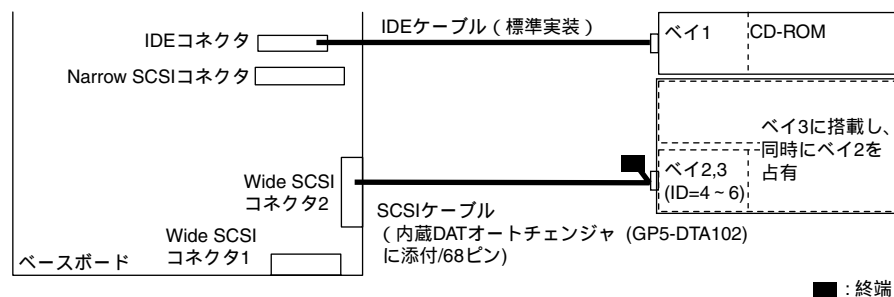 IDEケーブル（標準実装）
IDEコネクタ
ベイ1
CD-ROM
Narrow SCSIコネクタ
ベイ3に搭載し、
同時にベイ2を
占有
ベイ2,3
(ID=4～6)
Wide SCSI
コネクタ2
SCSIケーブル
（内蔵DATオートチェンジャ (GP5-DTA102)
に添付/68ピン)
Wide SCSI
コネクタ1
ベースボード
：終端